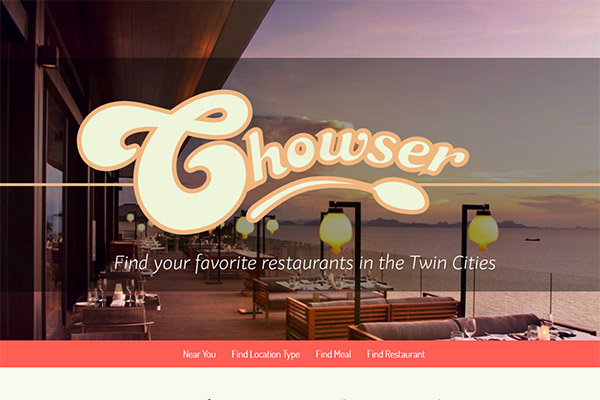 Chowser
Find your favorite restaurants in the Twin Cities
Near You Find Location Type Find Meal Find Restaurant